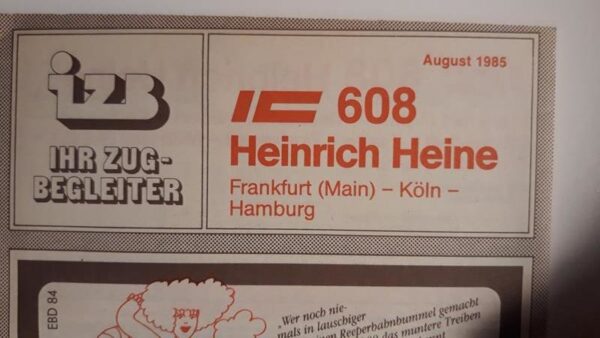 August 1985
izB
IHR ZUG-
BEGLEITER
IC 608
Heinrich Heine
Frankfurt (Main) – Köln –
Hamburg
EBD 84
„Wer noch nie-
mals in lauschiger
Reeperbahnbummel gemacht
das muntere Treiben